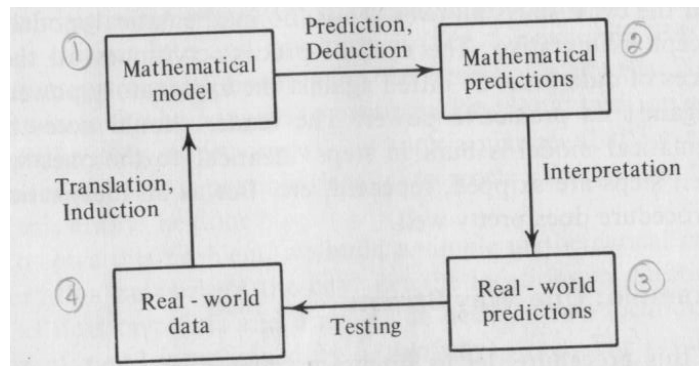 ①
Mathematical
model
Prediction,
Deduction
②
Mathematical
predictions
Translation,
Induction
Interpretation
④
Real - world
data
Testing
③
Real - world
predictions